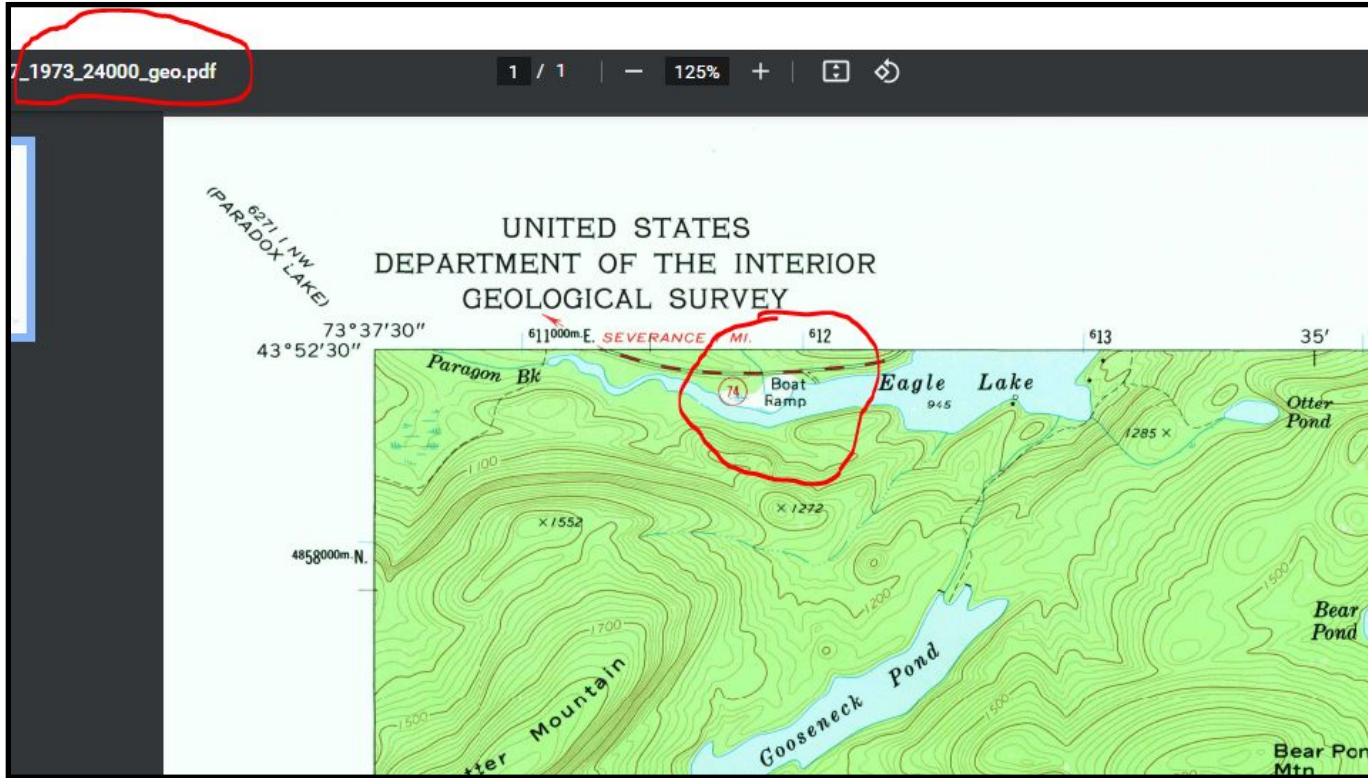 7_1973_24000_geo.pdf
1 / 1
125%
6271 I NW
(PARADOX LAKE)
UNITED STATES
DEPARTMENT OF THE INTERIOR
GEOLOGICAL SURVEY
73°37'30"
611000m.E.
SEVERANCE
MI.
612
613
35'
43°52'30"
Paragon Bk
74
Boat
Ramp
Eagle Lake
945
Otter
Pond
1285
1100
1272
1552
4858000m.N.
1200
1500
1700
Bear
Pond
Mountain
Gooseneck Pond
1500
1500
tter
Bear Pon
Mtn